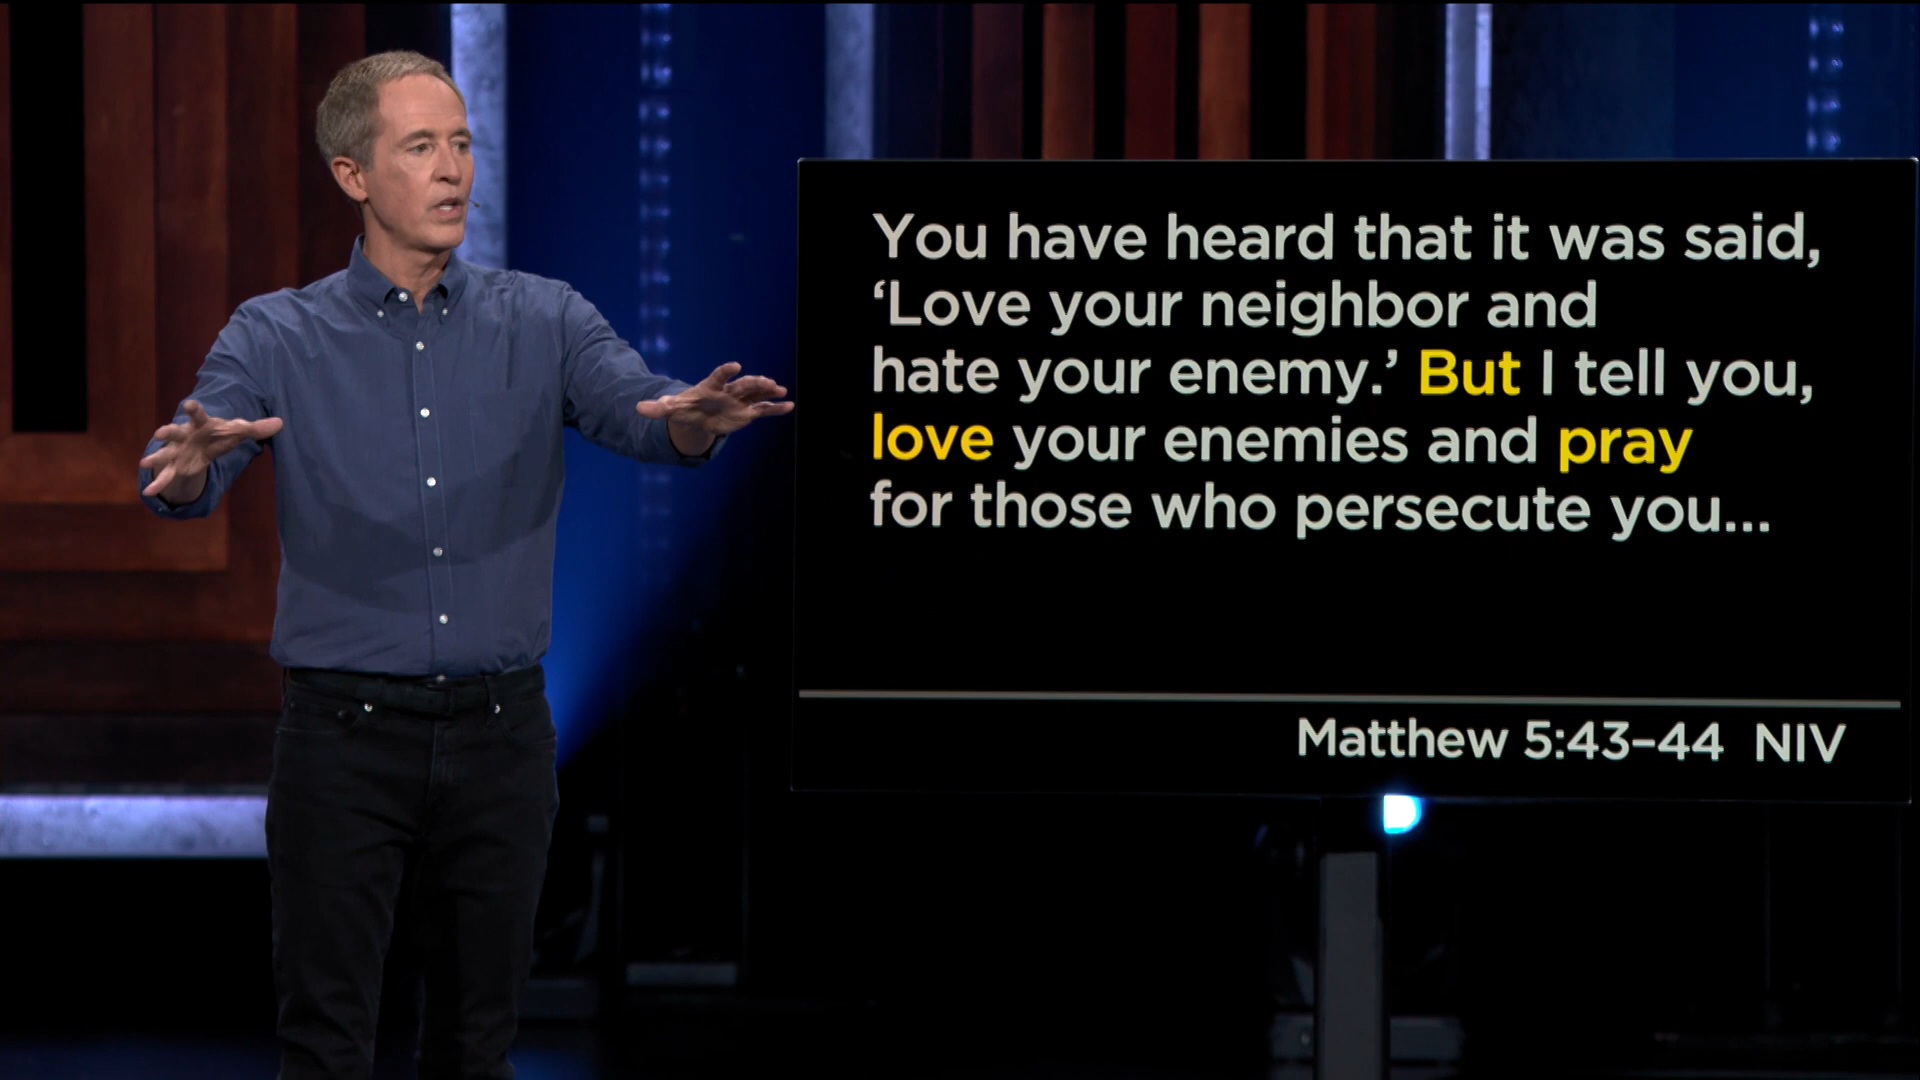 You have heard that it was said,
‘Love your neighbor and
hate your enemy.’ But I tell you,
love your enemies and pray
for those who persecute you...
Matthew 5:43–44 NIV